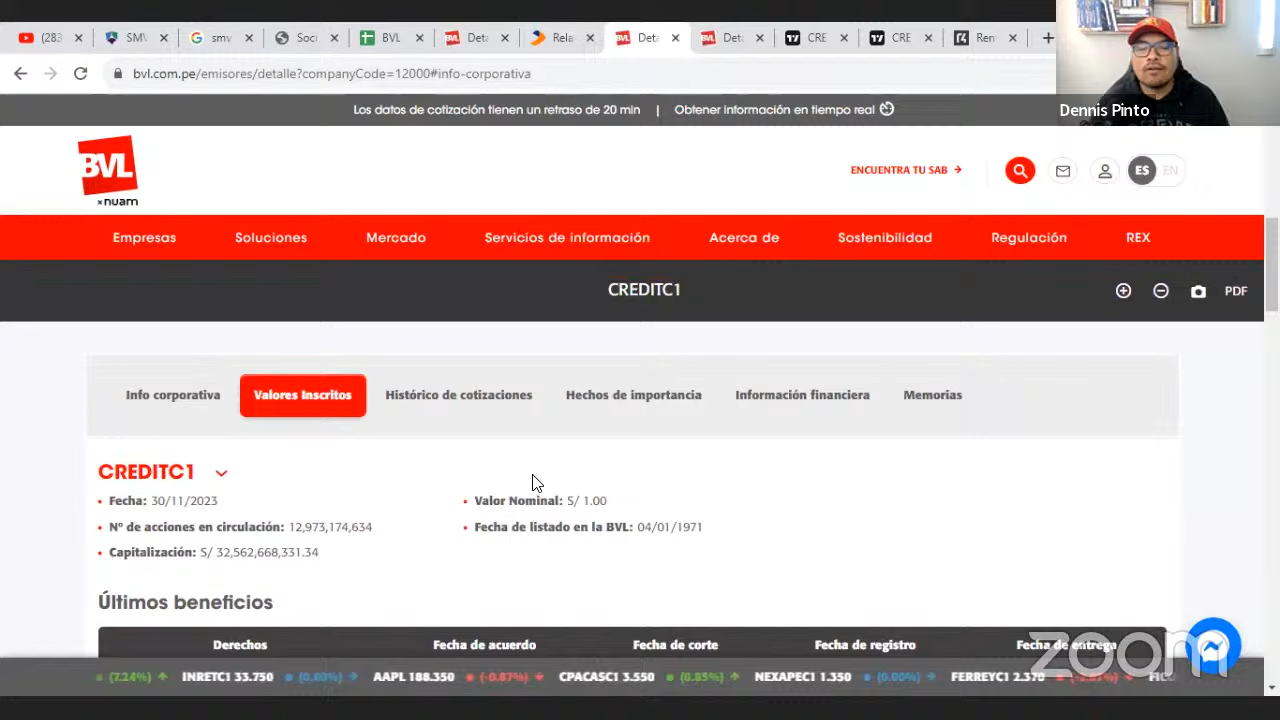 (283
SMV
smv
Soci
BVL
Deta
Rela
Deta
Deta
CRE
CRE
Ren
bvl.com.pe/emisores/detalle?companyCode=12000#info-corporativa
Dennis Pinto
Los datos de cotización tienen un retraso de 20 min | Obtener información en tiempo real
BVL
x nuam
ENCUENTRA TU SAB
ES EN
Empresas Soluciones Mercado Servicios de información Acerca de Sostenibilidad Regulación REX
CREDITC1
PDF
Info corporativa Valores Inscritos Histórico de cotizaciones Hechos de importancia Información financiera Memorias
CREDITC1
Fecha: 30/11/2023
Valor Nominal: S/ 1.00
Nº de acciones en circulación: 12,973,174,634
Fecha de listado en la BVL: 04/01/1971
Capitalización: S/ 32,562,668,331.34
Últimos beneficios
Derechos Fecha de acuerdo Fecha de corte Fecha de registro Fecha de entrega
zoom
(7.24%) INRETC1 33.750 (0.00%) AAPL 188.350 (-0.87%) CPACASC1 3.550 (0.85%) NEXAPEC1 1.350 (0.00%) FERREYC1 2.370